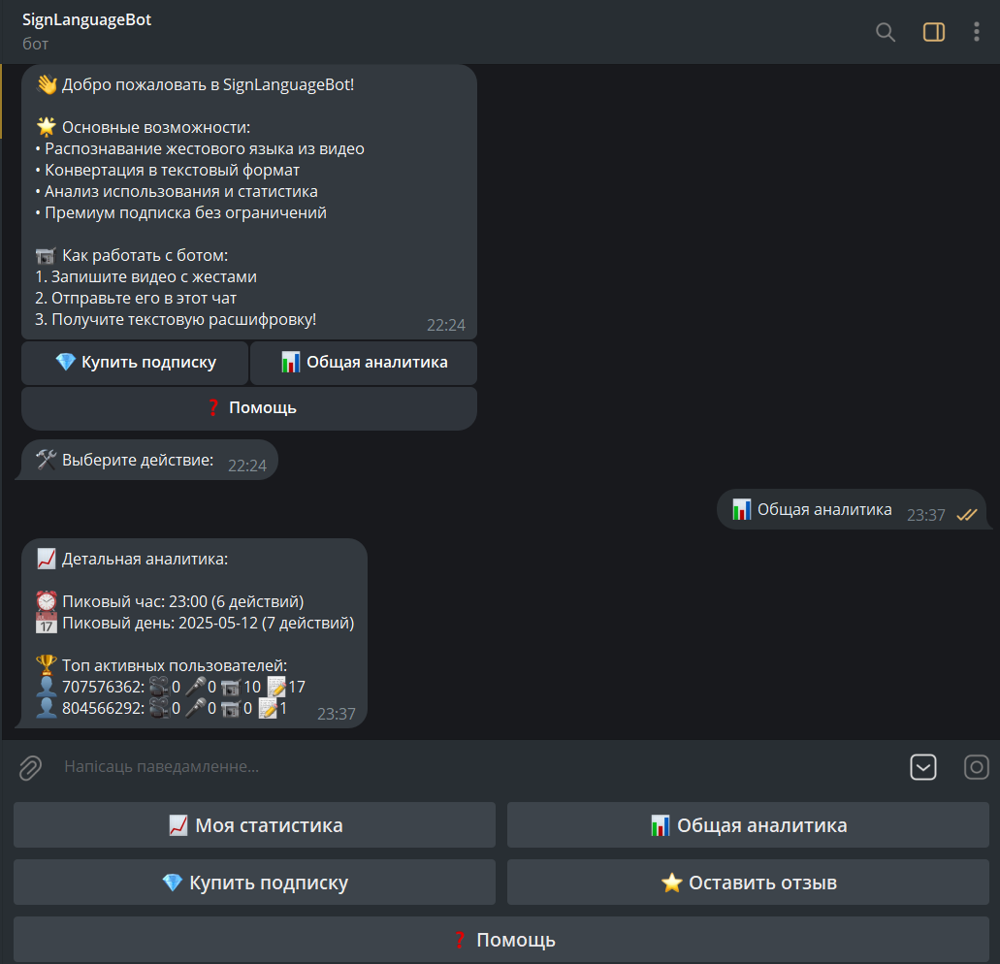 SignLanguageBot
бот
👋 Добро пожаловать в SignLanguageBot!
🌟 Основные возможности:
• Распознавание жестового языка из видео
• Конвертация в текстовый формат
• Анализ использования и статистика
• Премиум подписка без ограничений
📹 Как работать с ботом:
1. Запишите видео с жестами
2. Отправьте его в этот чат
3. Получите текстовую расшифровку!
22:24
💎 Купить подписку
📊 Общая аналитика
❓ Помощь
🛠 Выберите действие: 22:24
📊 Общая аналитика 23:37
📈 Детальная аналитика:
⏰ Пиковый час: 23:00 (6 действий)
📅 Пиковый день: 2025-05-12 (7 действий)
🏆 Топ активных пользователей:
👤 707576362: 🎥0 🎤0 📹10 📝17
👤 804566292: 🎥0 🎤0 📹0 📝1
23:37
Напісаць паведамленне...
📈 Моя статистика
📊 Общая аналитика
💎 Купить подписку
⭐ Оставить отзыв
❓ Помощь